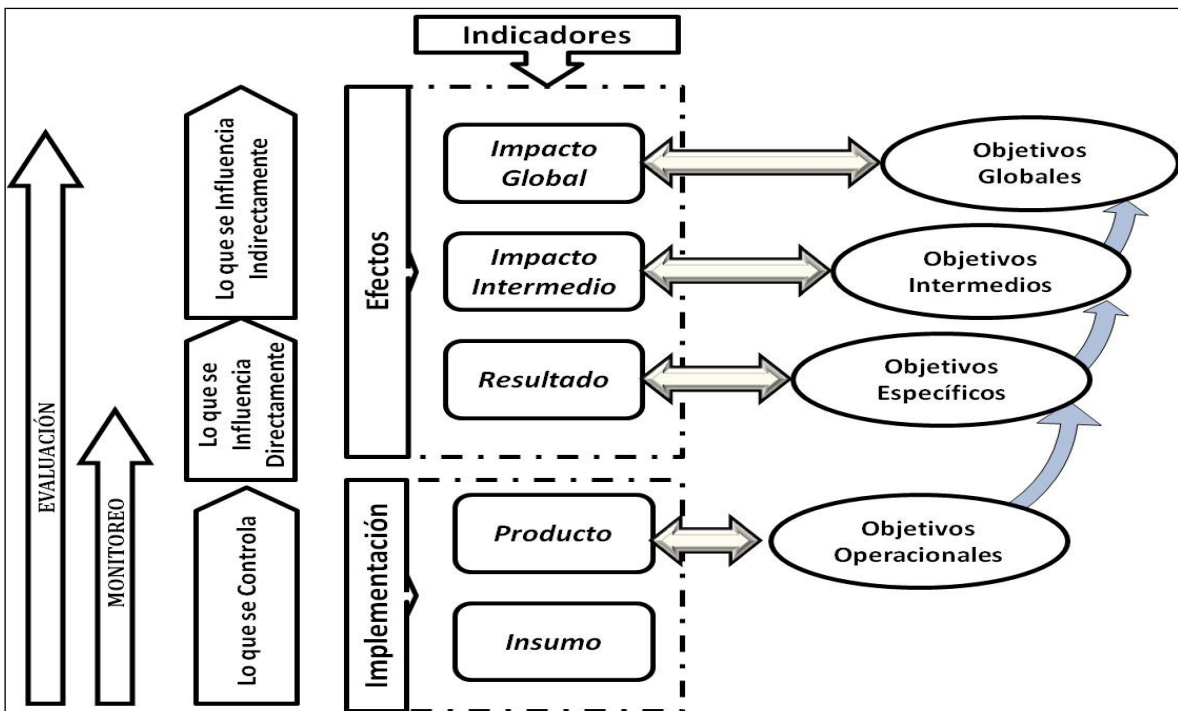 Indicadores
EVALUACIÓN
MONITOREO
Lo que se Influencia
Indirectamente
Lo que se
Influencia
Directamente
Lo que se Controla
Efectos
Implementación
Impacto
Global
Impacto
Intermedio
Resultado
Producto
Insumo
Objetivos
Globales
Objetivos
Intermedios
Objetivos
Específicos
Objetivos
Operacionales